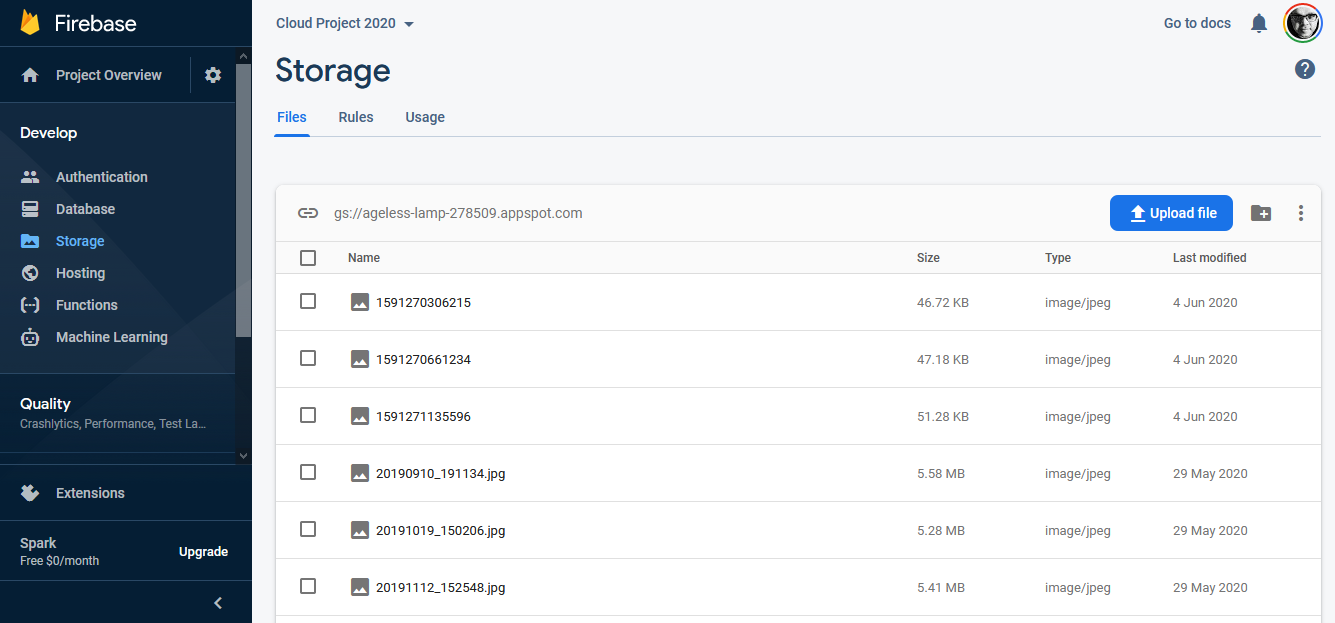 Firebase
Project Overview
Develop
Authentication
Database
Storage
Hosting
Functions
Machine Learning
Quality
Crashlytics, Performance, Test La...
Extensions
Spark
Free $0/month
Upgrade
Cloud Project 2020
Go to docs
Storage
Files Rules Usage
gs://ageless-lamp-278509.appspot.com
Upload file
Name Size Type Last modified
1591270306215 46.72 KB image/jpeg 4 Jun 2020
1591270661234 47.18 KB image/jpeg 4 Jun 2020
1591271135596 51.28 KB image/jpeg 4 Jun 2020
20190910_191134.jpg 5.58 MB image/jpeg 29 May 2020
20191019_150206.jpg 5.28 MB image/jpeg 29 May 2020
20191112_152548.jpg 5.41 MB image/jpeg 29 May 2020